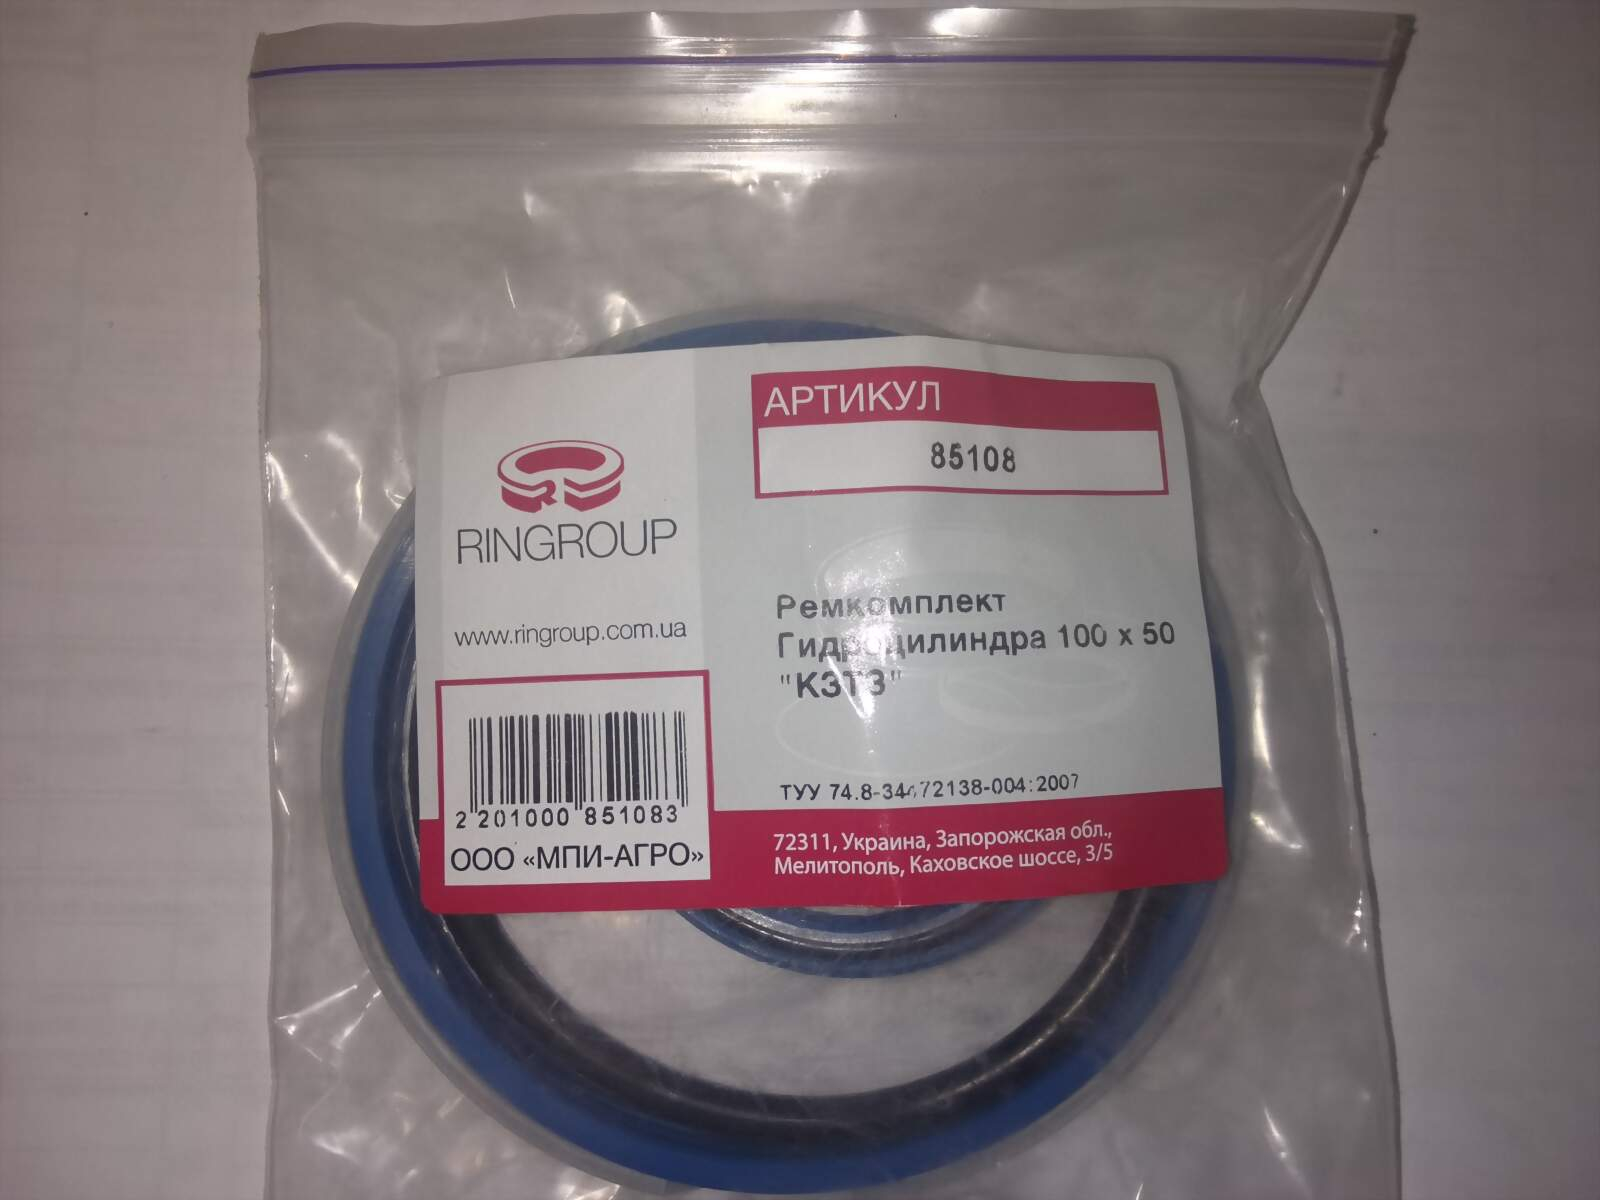 АРТИКУЛ
85108
RINGROUP
www.ringroup.com.ua
Ремкомплект
Гидроцилиндра 100 x 50
"КЗТЗ"
ТУУ 74.8-34472138-004:2007
2 201000 851083
ООО «МПИ-АГРО»
72311, Украина, Запорожская обл.,
Мелитополь, Каховское шоссе, 3/5